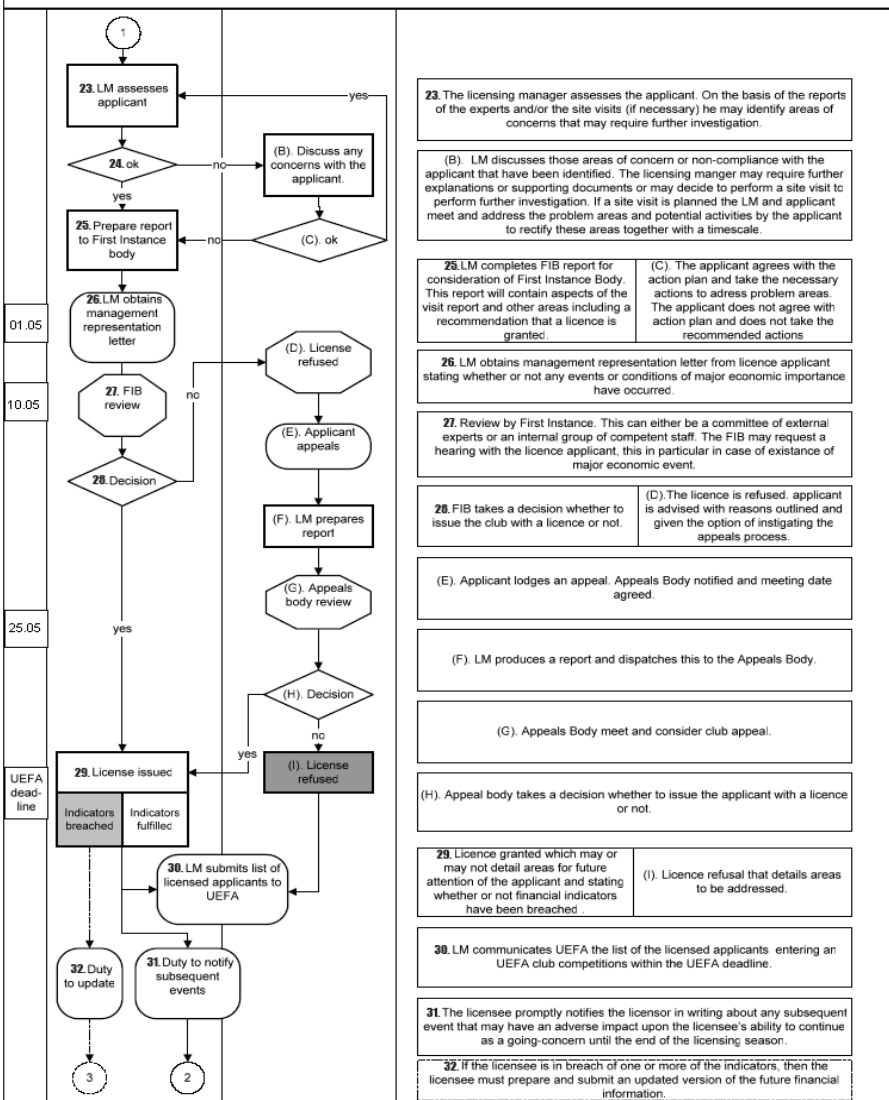 1
23. LM assesses
applicant
yes
24. ok
no
(B). Discuss any
concerns with the
applicant.
yes
25. Prepare report
to First Instance
body
no
(C). ok
01.05
26. LM obtains
management
representation
letter
(D). License
refused
10.05
27. FIB
review
no
(E). Applicant
appeals
28. Decision
(F). LM prepares
report
(G). Appeals
body review
25.05
yes
(H). Decision
no
yes
29. License issued
(I). License
refused
UEFA
dead-
line
Indicators
breached
Indicators
fulfilled
30. LM submits list of
licensed applicants to
UEFA
32. Duty
to update
31. Duty to notify
subsequent
events
3
2
23. The licensing manager assesses the applicant. On the basis of the reports
of the experts and/or the site visits (if necessary) he may identify areas of
concerns that may require further investigation.
(B). LM discusses those areas of concern or non-compliance with the
applicant that have been identified. The licensing manger may require further
explanations or supporting documents or may decide to perform a site visit to
perform further investigation. If a site visit is planned the LM and applicant
meet and address the problem areas and potential activities by the applicant
to rectify these areas together with a timescale.
25. LM completes FIB report for
consideration of First Instance Body.
This report will contain aspects of the
visit report and other areas including a
recommendation that a licence is
granted.
(C). The applicant agrees with the
action plan and take the necessary
actions to adress problem areas.
The applicant does not agree with
action plan and does not take the
recommended actions
26. LM obtains management representation letter from licence applicant
stating whether or not any events or conditions of major economic importance
have occurred.
27. Review by First Instance. This can either be a committee of external
experts or an internal group of competent staff. The FIB may request a
hearing with the licence applicant, this in particular in case of existance of
major economic event.
28. FIB takes a decision whether to
issue the club with a licence or not.
(D). The licence is refused. applicant
is advised with reasons outlined and
given the option of instigating the
appeals process.
(E). Applicant lodges an appeal. Appeals Body notified and meeting date
agreed.
(F). LM produces a report and dispatches this to the Appeals Body.
(G). Appeals Body meet and consider club appeal.
(H). Appeal body takes a decision whether to issue the applicant with a licence
or not.
29. Licence granted which may or
may not detail areas for future
attention of the applicant and stating
whether or not financial indicators
have been breached .
(I). Licence refusal that details areas
to be addressed.
30. LM communicates UEFA the list of the licensed applicants entering an
UEFA club competitions within the UEFA deadline.
31. The licensee promptly notifies the licensor in writing about any subsequent
event that may have an adverse impact upon the licensee's ability to continue
as a going-concern until the end of the licensing season.
32. If the licensee is in breach of one or more of the indicators, then the
licensee must prepare and submit an updated version of the future financial
information.